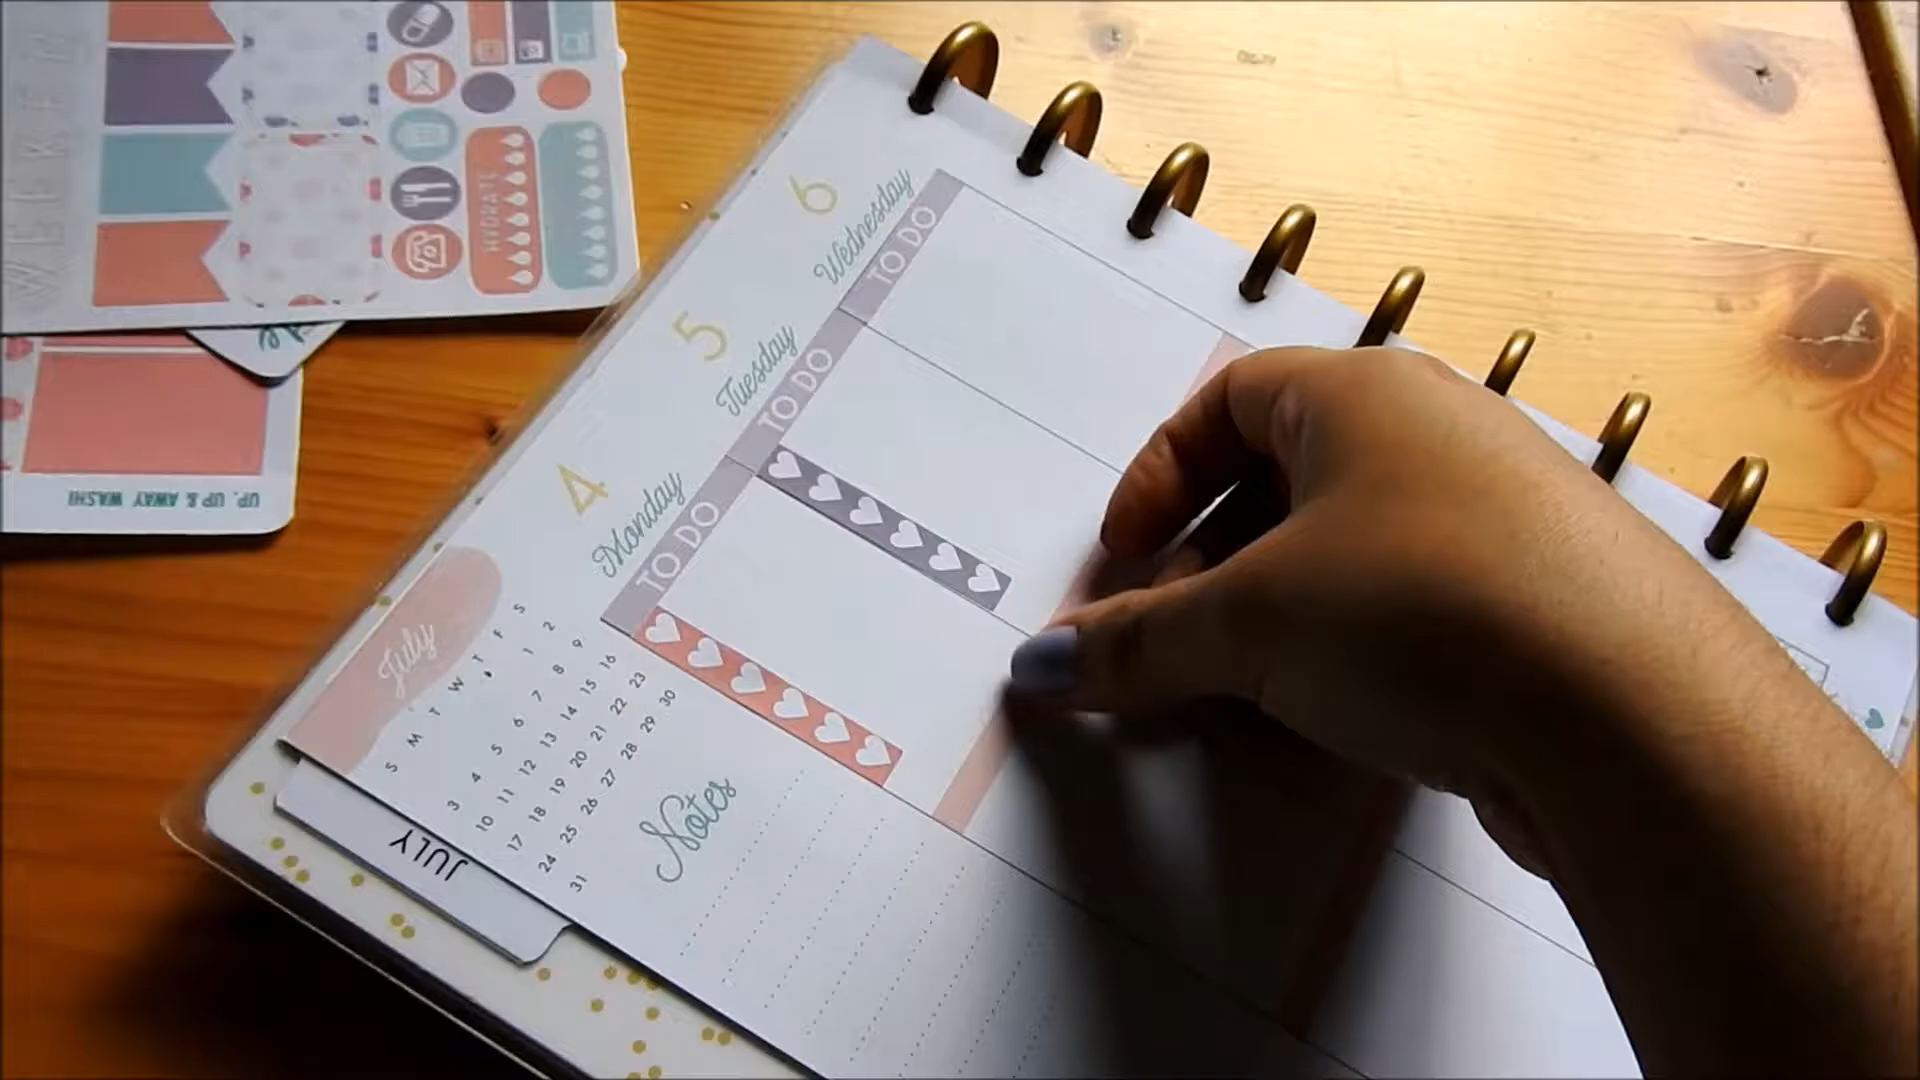 WEEKEND
HYDRATE
UP, UP & AWAY WASHI
6
Wednesday
TO DO
5
Tuesday
TO DO
4
Monday
TO DO
July
S M T W T F S
1 2
3 4 5 6 7 8 9
10 11 12 13 14 15 16
17 18 19 20 21 22 23
24 25 26 27 28 29 30
31
Notes
JULY